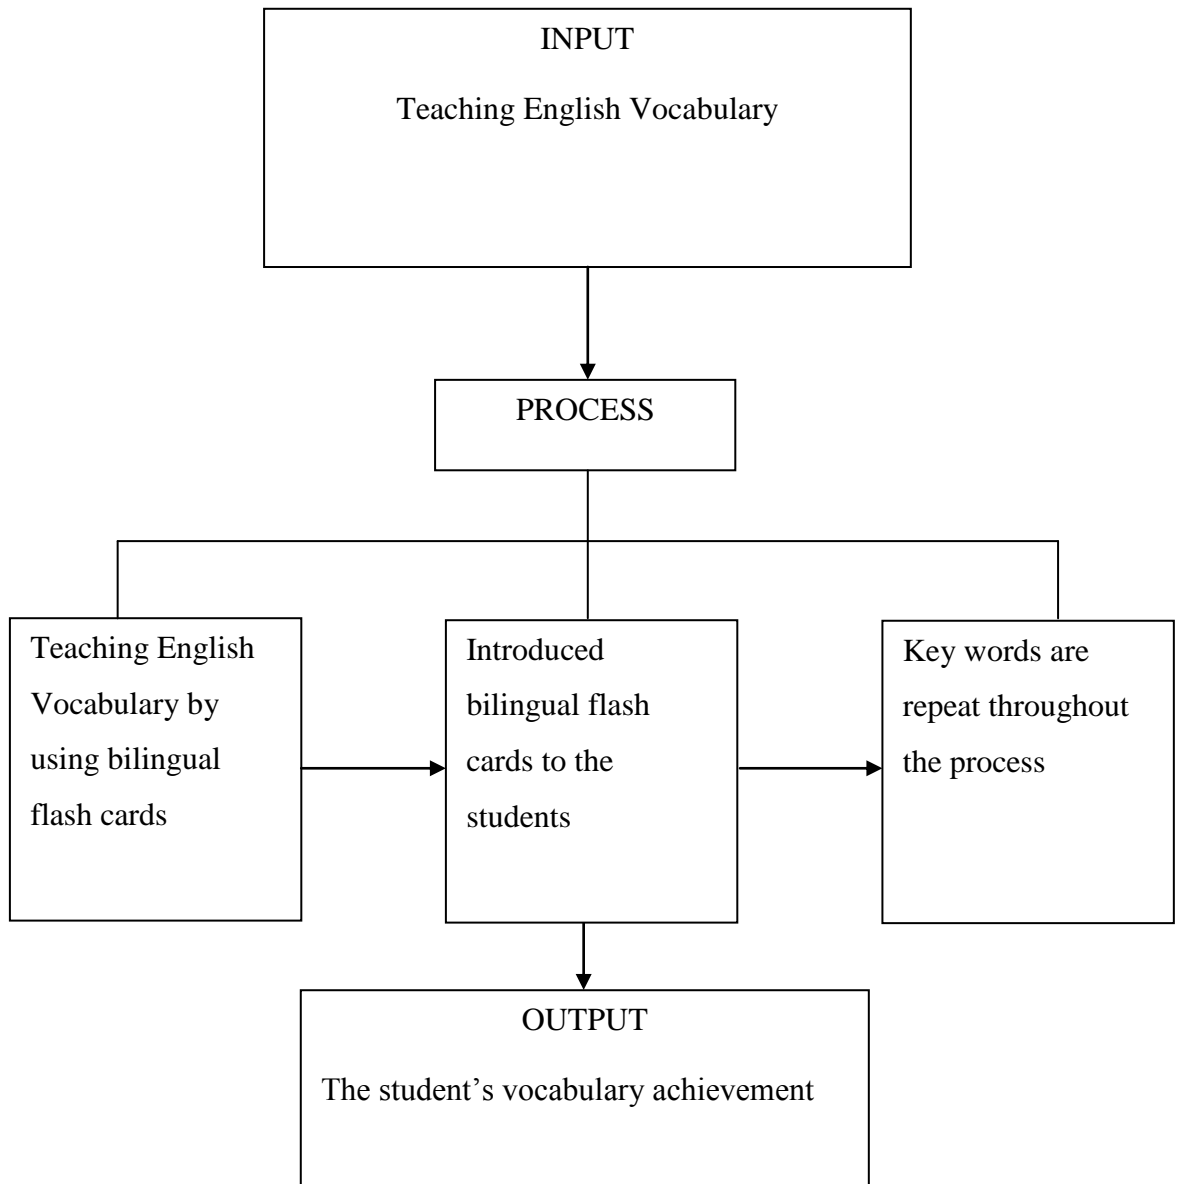 INPUT
Teaching English Vocabulary
PROCESS
Teaching English
Vocabulary by
using bilingual
flash cards
Introduced
bilingual flash
cards to the
students
Key words are
repeat throughout
the process
OUTPUT
The student’s vocabulary achievement